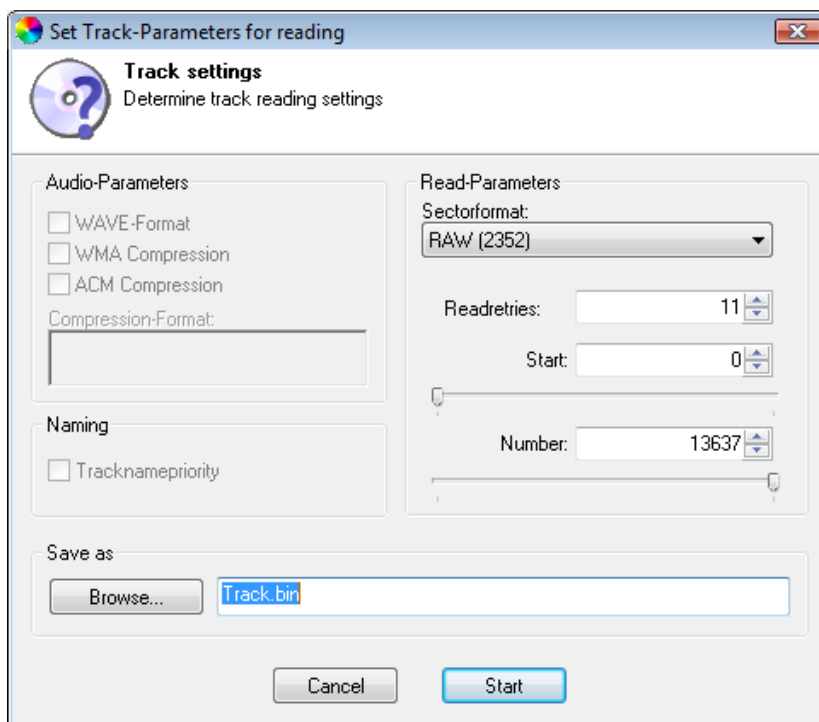 Set Track-Parameters for reading
Track settings
Determine track reading settings
Audio-Parameters
WAVE-Format
WMA Compression
ACM Compression
Compression-Format:
Naming
Tracknamepriority
Read-Parameters
Sectorformat:
RAW (2352)
Readretries: 11
Start: 0
Number: 13637
Save as
Browse... Track.bin
Cancel Start